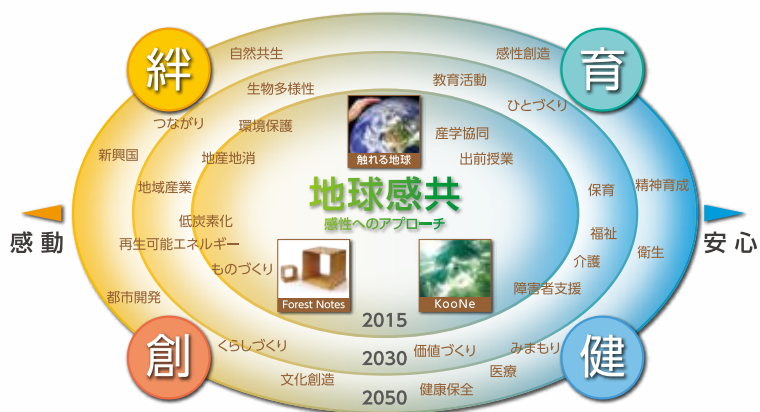 絆
育
自然共生
感性創造
生物多様性
教育活動
つながり
環境保護
ひとづくり
産学協同
新興国
地産地消
触れる地球
出前授業
地域産業
地球感共
保育
精神育成
低炭素化
感性へのアプローチ
感動
再生可能エネルギー
福祉
衛生
安心
ものづくり
介護
都市開発
Forest Notes
KooNe
障害者支援
2015
創
健
くらしづくり
2030
価値づくり
みまもり
文化創造
医療
2050
健康保全